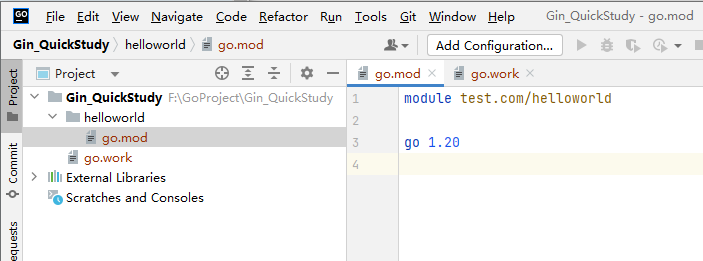 GO File Edit View Navigate Code Refactor Run Tools Git Window Help Gin_QuickStudy - go.mod
Gin_QuickStudy helloworld go.mod Add Configuration...
Project
Project
go.mod
go.work
Gin_QuickStudy F:\GoProject\Gin_QuickStudy
helloworld
go.mod
go.work
External Libraries
Scratches and Consoles
Commit
equests
1 module test.com/helloworld
2
3 go 1.20
4